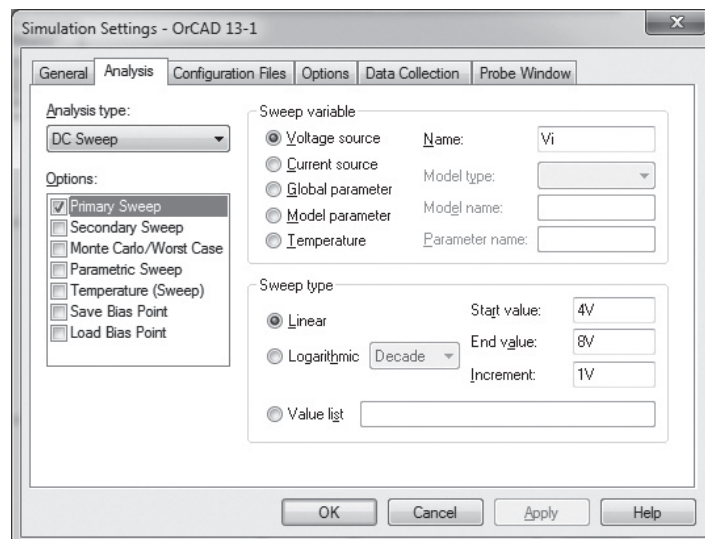 Simulation Settings - OrCAD 13-1
General Analysis Configuration Files Options Data Collection Probe Window
Analysis type:
DC Sweep
Options:
Primary Sweep
Secondary Sweep
Monte Carlo/Worst Case
Parametric Sweep
Temperature (Sweep)
Save Bias Point
Load Bias Point
Sweep variable
Voltage source
Current source
Global parameter
Model parameter
Temperature
Name: Vi
Model type:
Model name:
Parameter name:
Sweep type
Linear
Logarithmic Decade
Start value: 4V
End value: 8V
Increment: 1V
Value list
OK Cancel Apply Help